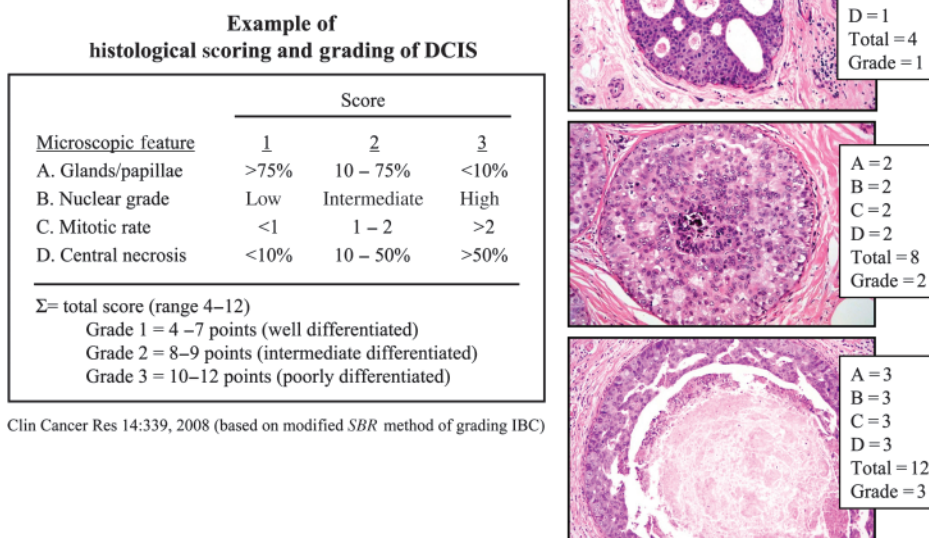 Example of
histological scoring and grading of DCIS
Score
Microscopic feature 1 2 3
A. Glands/papillae >75% 10 – 75% <10%
B. Nuclear grade Low Intermediate High
C. Mitotic rate <1 1 – 2 >2
D. Central necrosis <10% 10 – 50% >50%
Σ= total score (range 4–12)
Grade 1 = 4 –7 points (well differentiated)
Grade 2 = 8–9 points (intermediate differentiated)
Grade 3 = 10–12 points (poorly differentiated)
Clin Cancer Res 14:339, 2008 (based on modified SBR method of grading IBC)
D = 1
Total = 4
Grade = 1
A = 2
B = 2
C = 2
D = 2
Total = 8
Grade = 2
A = 3
B = 3
C = 3
D = 3
Total = 12
Grade = 3